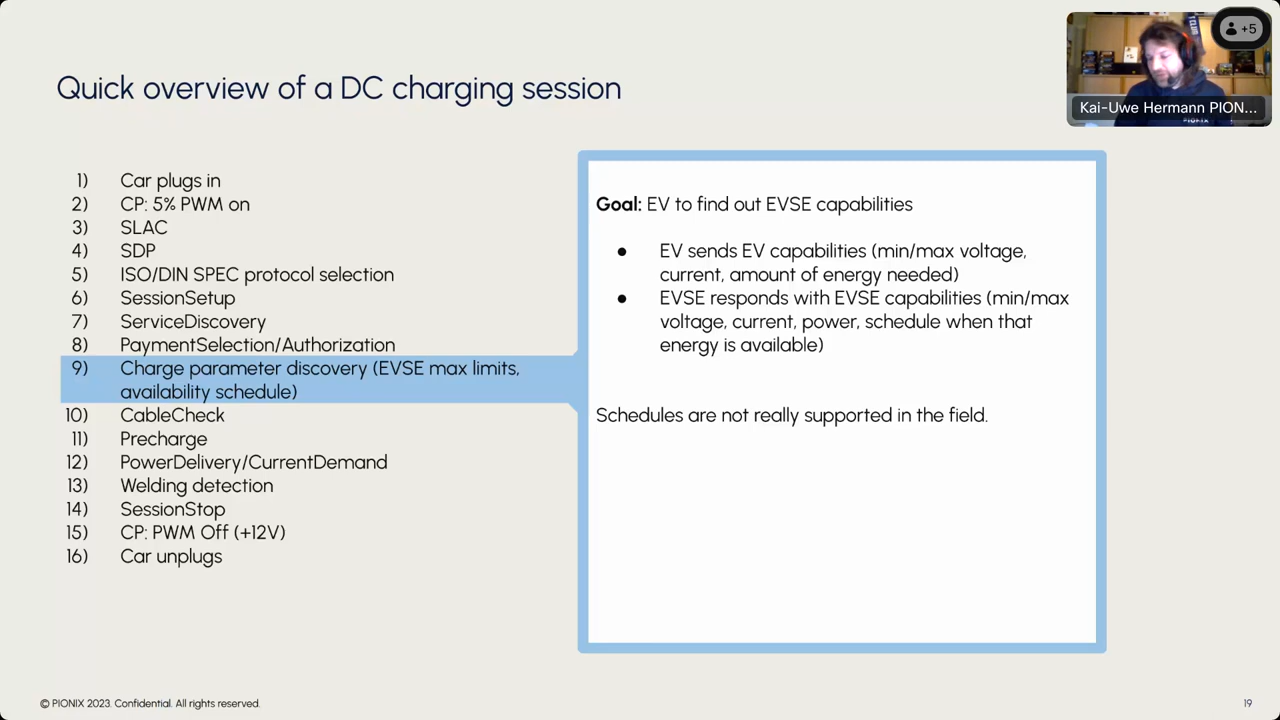 Quick overview of a DC charging session
+5
Kai-Uwe Hermann PION...
PIONIX
1) Car plugs in
2) CP: 5% PWM on
3) SLAC
4) SDP
5) ISO/DIN SPEC protocol selection
6) SessionSetup
7) ServiceDiscovery
8) PaymentSelection/Authorization
9) Charge parameter discovery (EVSE max limits,
availability schedule)
10) CableCheck
11) Precharge
12) PowerDelivery/CurrentDemand
13) Welding detection
14) SessionStop
15) CP: PWM Off (+12V)
16) Car unplugs
Goal: EV to find out EVSE capabilities
● EV sends EV capabilities (min/max voltage,
current, amount of energy needed)
● EVSE responds with EVSE capabilities (min/max
voltage, current, power, schedule when that
energy is available)
Schedules are not really supported in the field.
© PIONIX 2023. Confidential. All rights reserved.
19